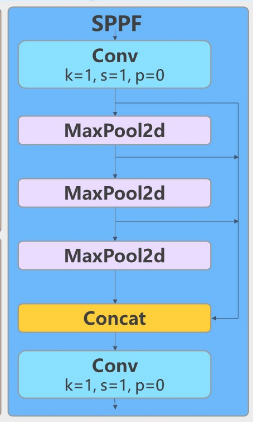 SPPF
Conv
k=1, s=1, p=0
MaxPool2d
MaxPool2d
MaxPool2d
Concat
Conv
k=1, s=1, p=0